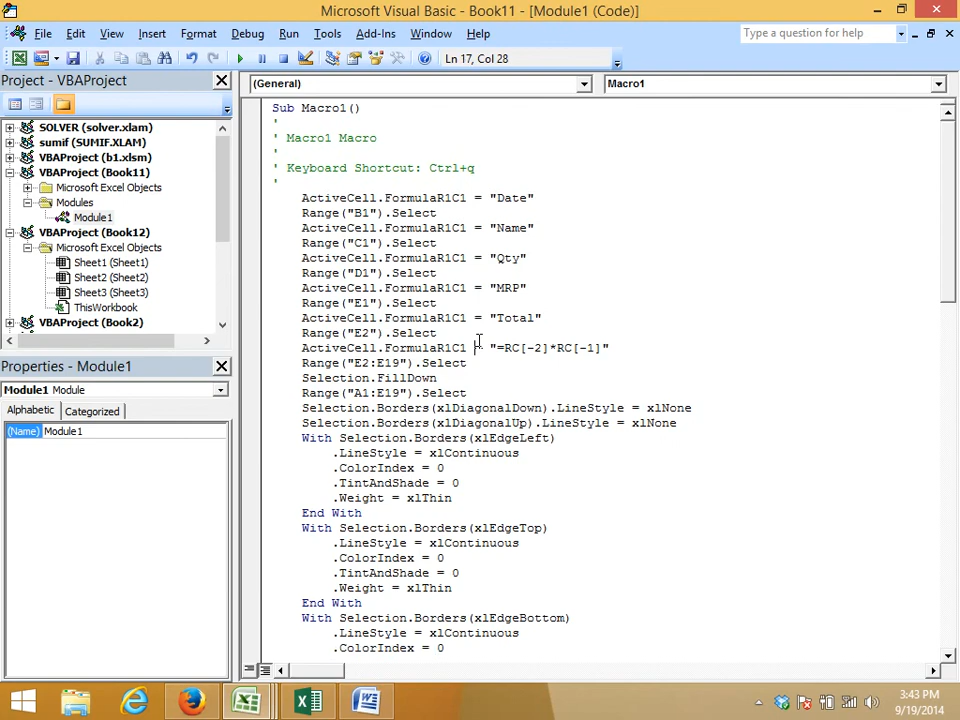 Microsoft Visual Basic - Book11 - [Module1 (Code)]
File Edit View Insert Format Debug Run Tools Add-Ins Window Help
Type a question for help
Ln 17, Col 28
Project - VBAProject
(General)
Macro1
SOLVER (solver.xlam)
sumif (SUMIF.XLAM)
VBAProject (b1.xlsm)
VBAProject (Book11)
Microsoft Excel Objects
Modules
Module1
VBAProject (Book12)
Microsoft Excel Objects
Sheet1 (Sheet1)
Sheet2 (Sheet2)
Sheet3 (Sheet3)
ThisWorkbook
VBAProject (Book2)
Properties - Module1
Module1 Module
Alphabetic Categorized
(Name) Module1
Sub Macro1()
'
' Macro1 Macro
'
' Keyboard Shortcut: Ctrl+q
'
ActiveCell.FormulaR1C1 = "Date"
Range("B1").Select
ActiveCell.FormulaR1C1 = "Name"
Range("C1").Select
ActiveCell.FormulaR1C1 = "Qty"
Range("D1").Select
ActiveCell.FormulaR1C1 = "MRP"
Range("E1").Select
ActiveCell.FormulaR1C1 = "Total"
Range("E2").Select
ActiveCell.FormulaR1C1 = "=RC[-2]*RC[-1]"
Range("E2:E19").Select
Selection.FillDown
Range("A1:E19").Select
Selection.Borders(xlDiagonalDown).LineStyle = xlNone
Selection.Borders(xlDiagonalUp).LineStyle = xlNone
With Selection.Borders(xlEdgeLeft)
.LineStyle = xlContinuous
.ColorIndex = 0
.TintAndShade = 0
.Weight = xlThin
End With
With Selection.Borders(xlEdgeTop)
.LineStyle = xlContinuous
.ColorIndex = 0
.TintAndShade = 0
.Weight = xlThin
End With
With Selection.Borders(xlEdgeBottom)
.LineStyle = xlContinuous
.ColorIndex = 0
3:43 PM
9/19/2014